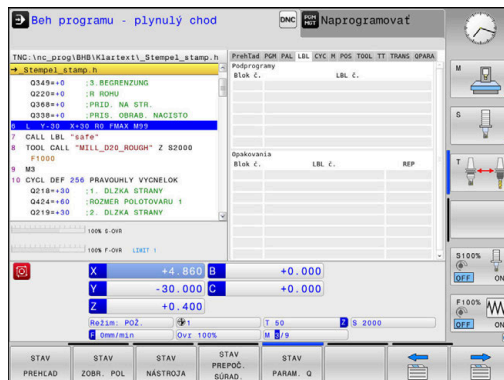 Beh programu - plynulý chod
DNC
PGM MGT
Naprogramovať
TNC:\nc_prog\BHB\Klartext\_Stempel_stamp.h
→_Stempel_stamp.h
Q349=+0 ;3.BEGRENZUNG
Q220=+0 ;R ROHU
Q368=+0 ;PRID. NA STR.
Q338=+0 ;PRIS. OBRAB. NACISTO
6 L Y-30 X+30 R0 FMAX M99
7 CALL LBL "safe"
8 TOOL CALL "MILL_D20_ROUGH" Z S2000
F1000
9 M3
10 CYCL DEF 256 PRAVOUHLY VYCNELOK
Q218=+30 ;1. DLZKA STRANY
Q424=+60 ;ROZMER POLOTOVARU 1
Q219=+30 ;2. DLZKA STRANY
Prehľad PGM PAL LBL CYC M POS TOOL TT TRANS QPARA
Podprogramy
Blok č. LBL č.
Opakovania
Blok č. LBL č. REP
100% S-OVR
100% F-OVR LIMIT 1
X +4.860 B +0.000
Y -30.000 C +0.000
Z +0.400
Režim: POŽ. 1 T 50 Z S 2000
F 0mm/min Ovr 100% M 5/9
M
S
T
S100%
OFF ON
F100%
OFF ON
STAV PREHĽAD
STAV ZOBR. POL
STAV NÁSTROJA
STAV PREPOČ. SÚRAD.
STAV PARAM. Q